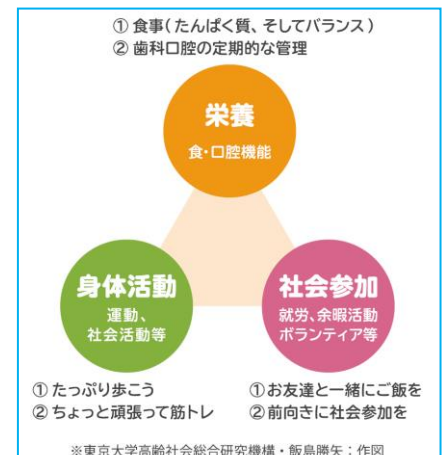 ① 食事（たんぱく質、そしてバランス）
② 歯科口腔の定期的な管理
栄養
食・口腔機能
身体活動
運動、
社会活動等
社会参加
就労、余暇活動
ボランティア等
① たっぷり歩こう
② ちょっと頑張って筋トレ
①お友達と一緒にご飯を
②前向きに社会参加を
※東京大学高齢社会総合研究機構・飯島勝矢：作図